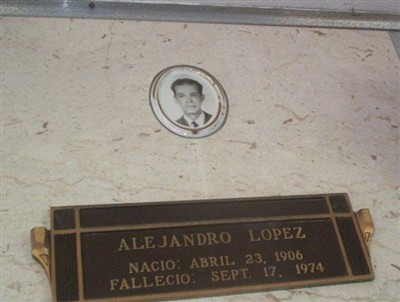 ALEJANDRO LOPEZ
NACIO: ABRIL 23, 1906
FALLECIO: SEPT. 17, 1974